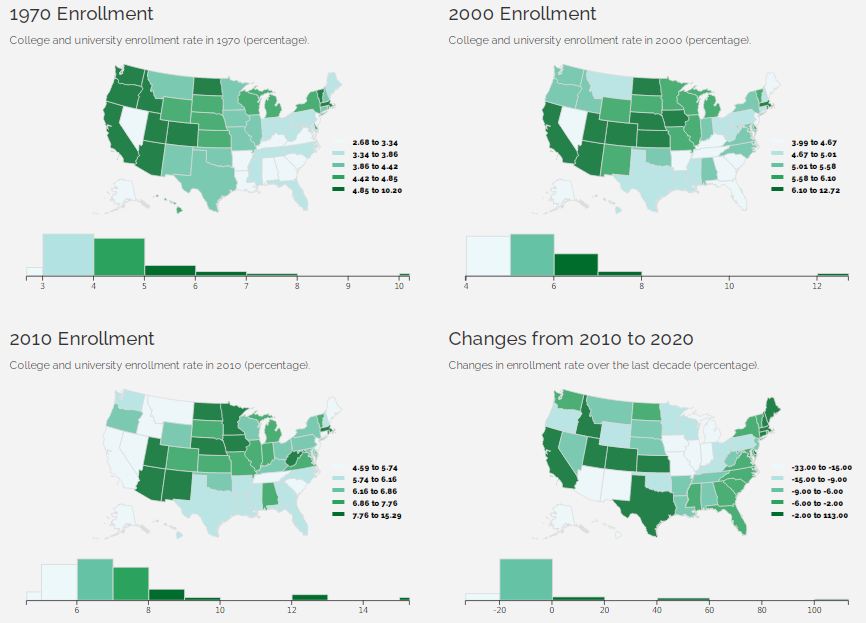 1970 Enrollment
College and university enrollment rate in 1970 (percentage).
2.68 to 3.34
3.34 to 3.86
3.86 to 4.42
4.42 to 4.85
4.85 to 10.20
3 4 5 6 7 8 9 10
2000 Enrollment
College and university enrollment rate in 2000 (percentage).
3.99 to 4.67
4.67 to 5.01
5.01 to 5.58
5.58 to 6.10
6.10 to 12.72
4 6 8 10 12
2010 Enrollment
College and university enrollment rate in 2010 (percentage).
4.59 to 5.74
5.74 to 6.16
6.16 to 6.86
6.86 to 7.76
7.76 to 15.29
6 8 10 12 14
Changes from 2010 to 2020
Changes in enrollment rate over the last decade (percentage).
-33.00 to -15.00
-15.00 to -9.00
-9.00 to -6.00
-6.00 to -2.00
-2.00 to 113.00
-20 0 20 40 60 80 100